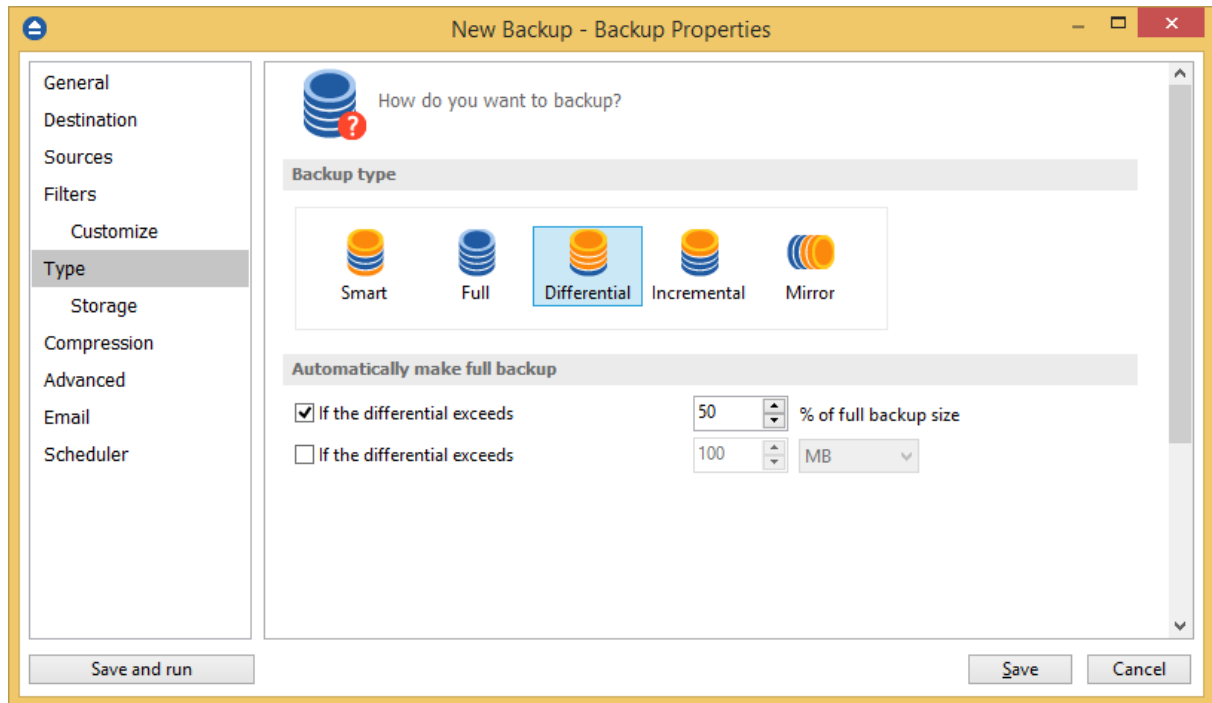 New Backup - Backup Properties
General
Destination
Sources
Filters
Customize
Type
Storage
Compression
Advanced
Email
Scheduler
How do you want to backup?
Backup type
Smart Full Differential Incremental Mirror
Automatically make full backup
If the differential exceeds 50 % of full backup size
If the differential exceeds 100 MB
Save and run Save Cancel